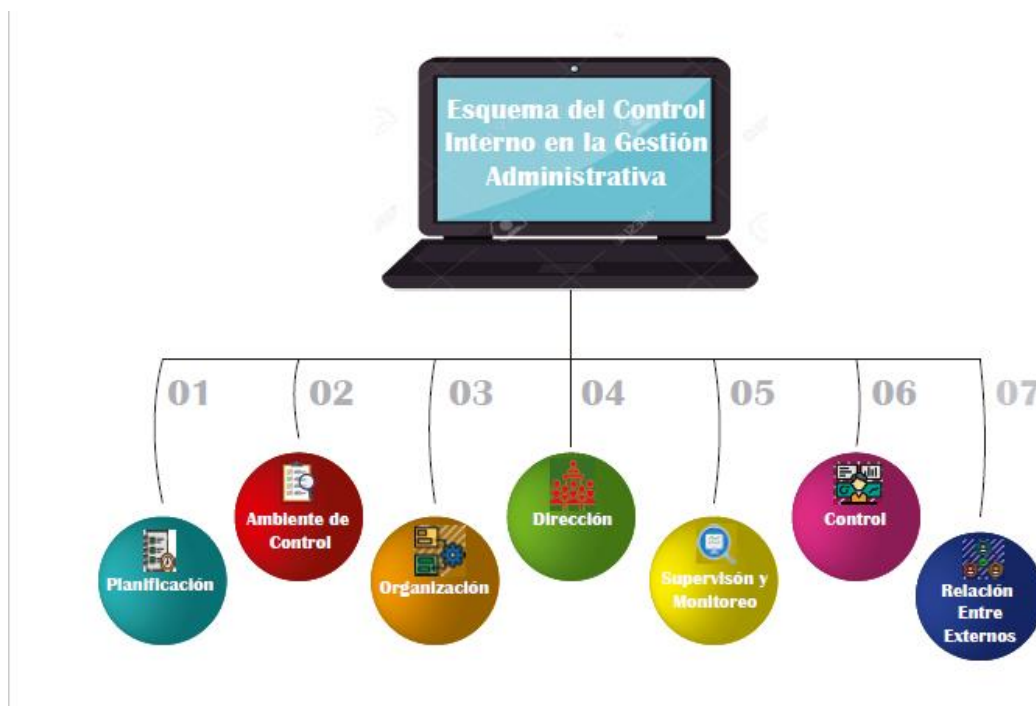 Esquema del Control
Interno en la Gestión
Administrativa
01
02
03
04
05
06
07
Planificación
Ambiente de
Control
Organización
Dirección
Supervisón y
Monitoreo
Control
Relación
Entre
Externos